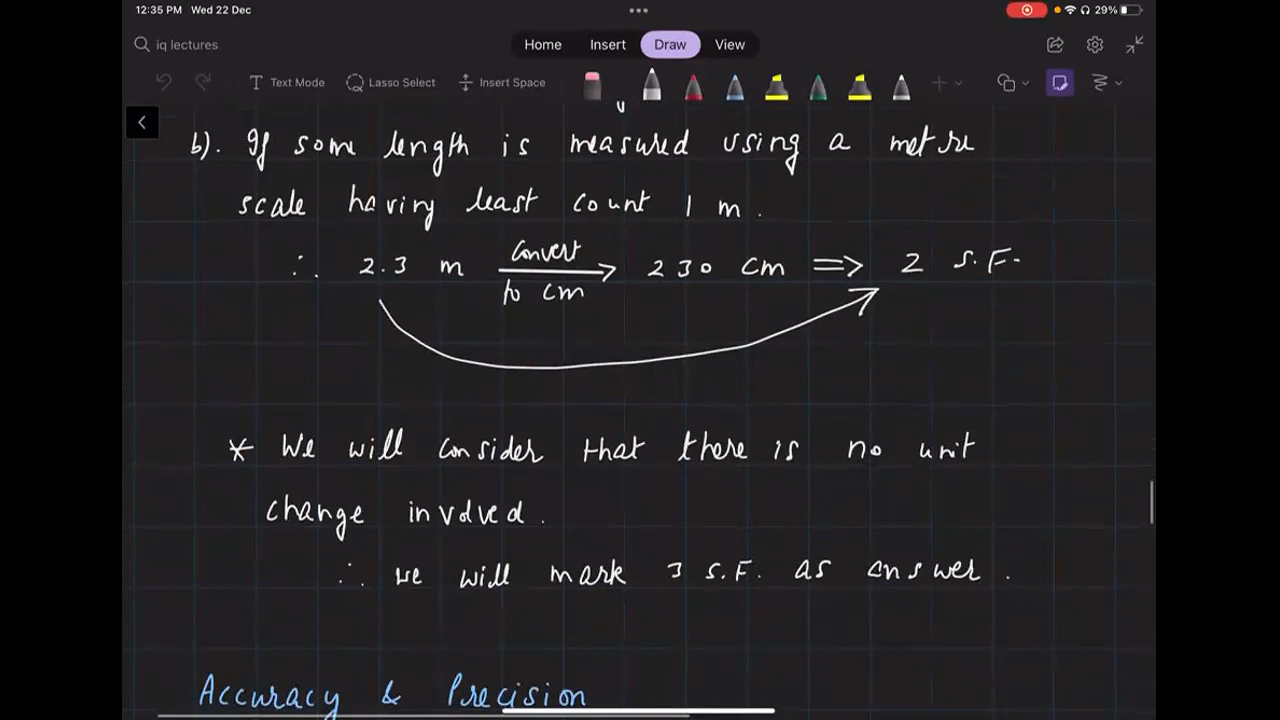 12:35 PM Wed 22 Dec
29%
iq lectures
Home Insert Draw View
Text Mode Lasso Select Insert Space
b). If some length is measured using a metre
scale having least count 1 m.
∴ 2.3 m convert to cm 230 cm ⇒ 2 S.F.
* We will consider that there is no unit
change involved.
∴ we will mark 3 S.F. as answer.
Accuracy & Precision